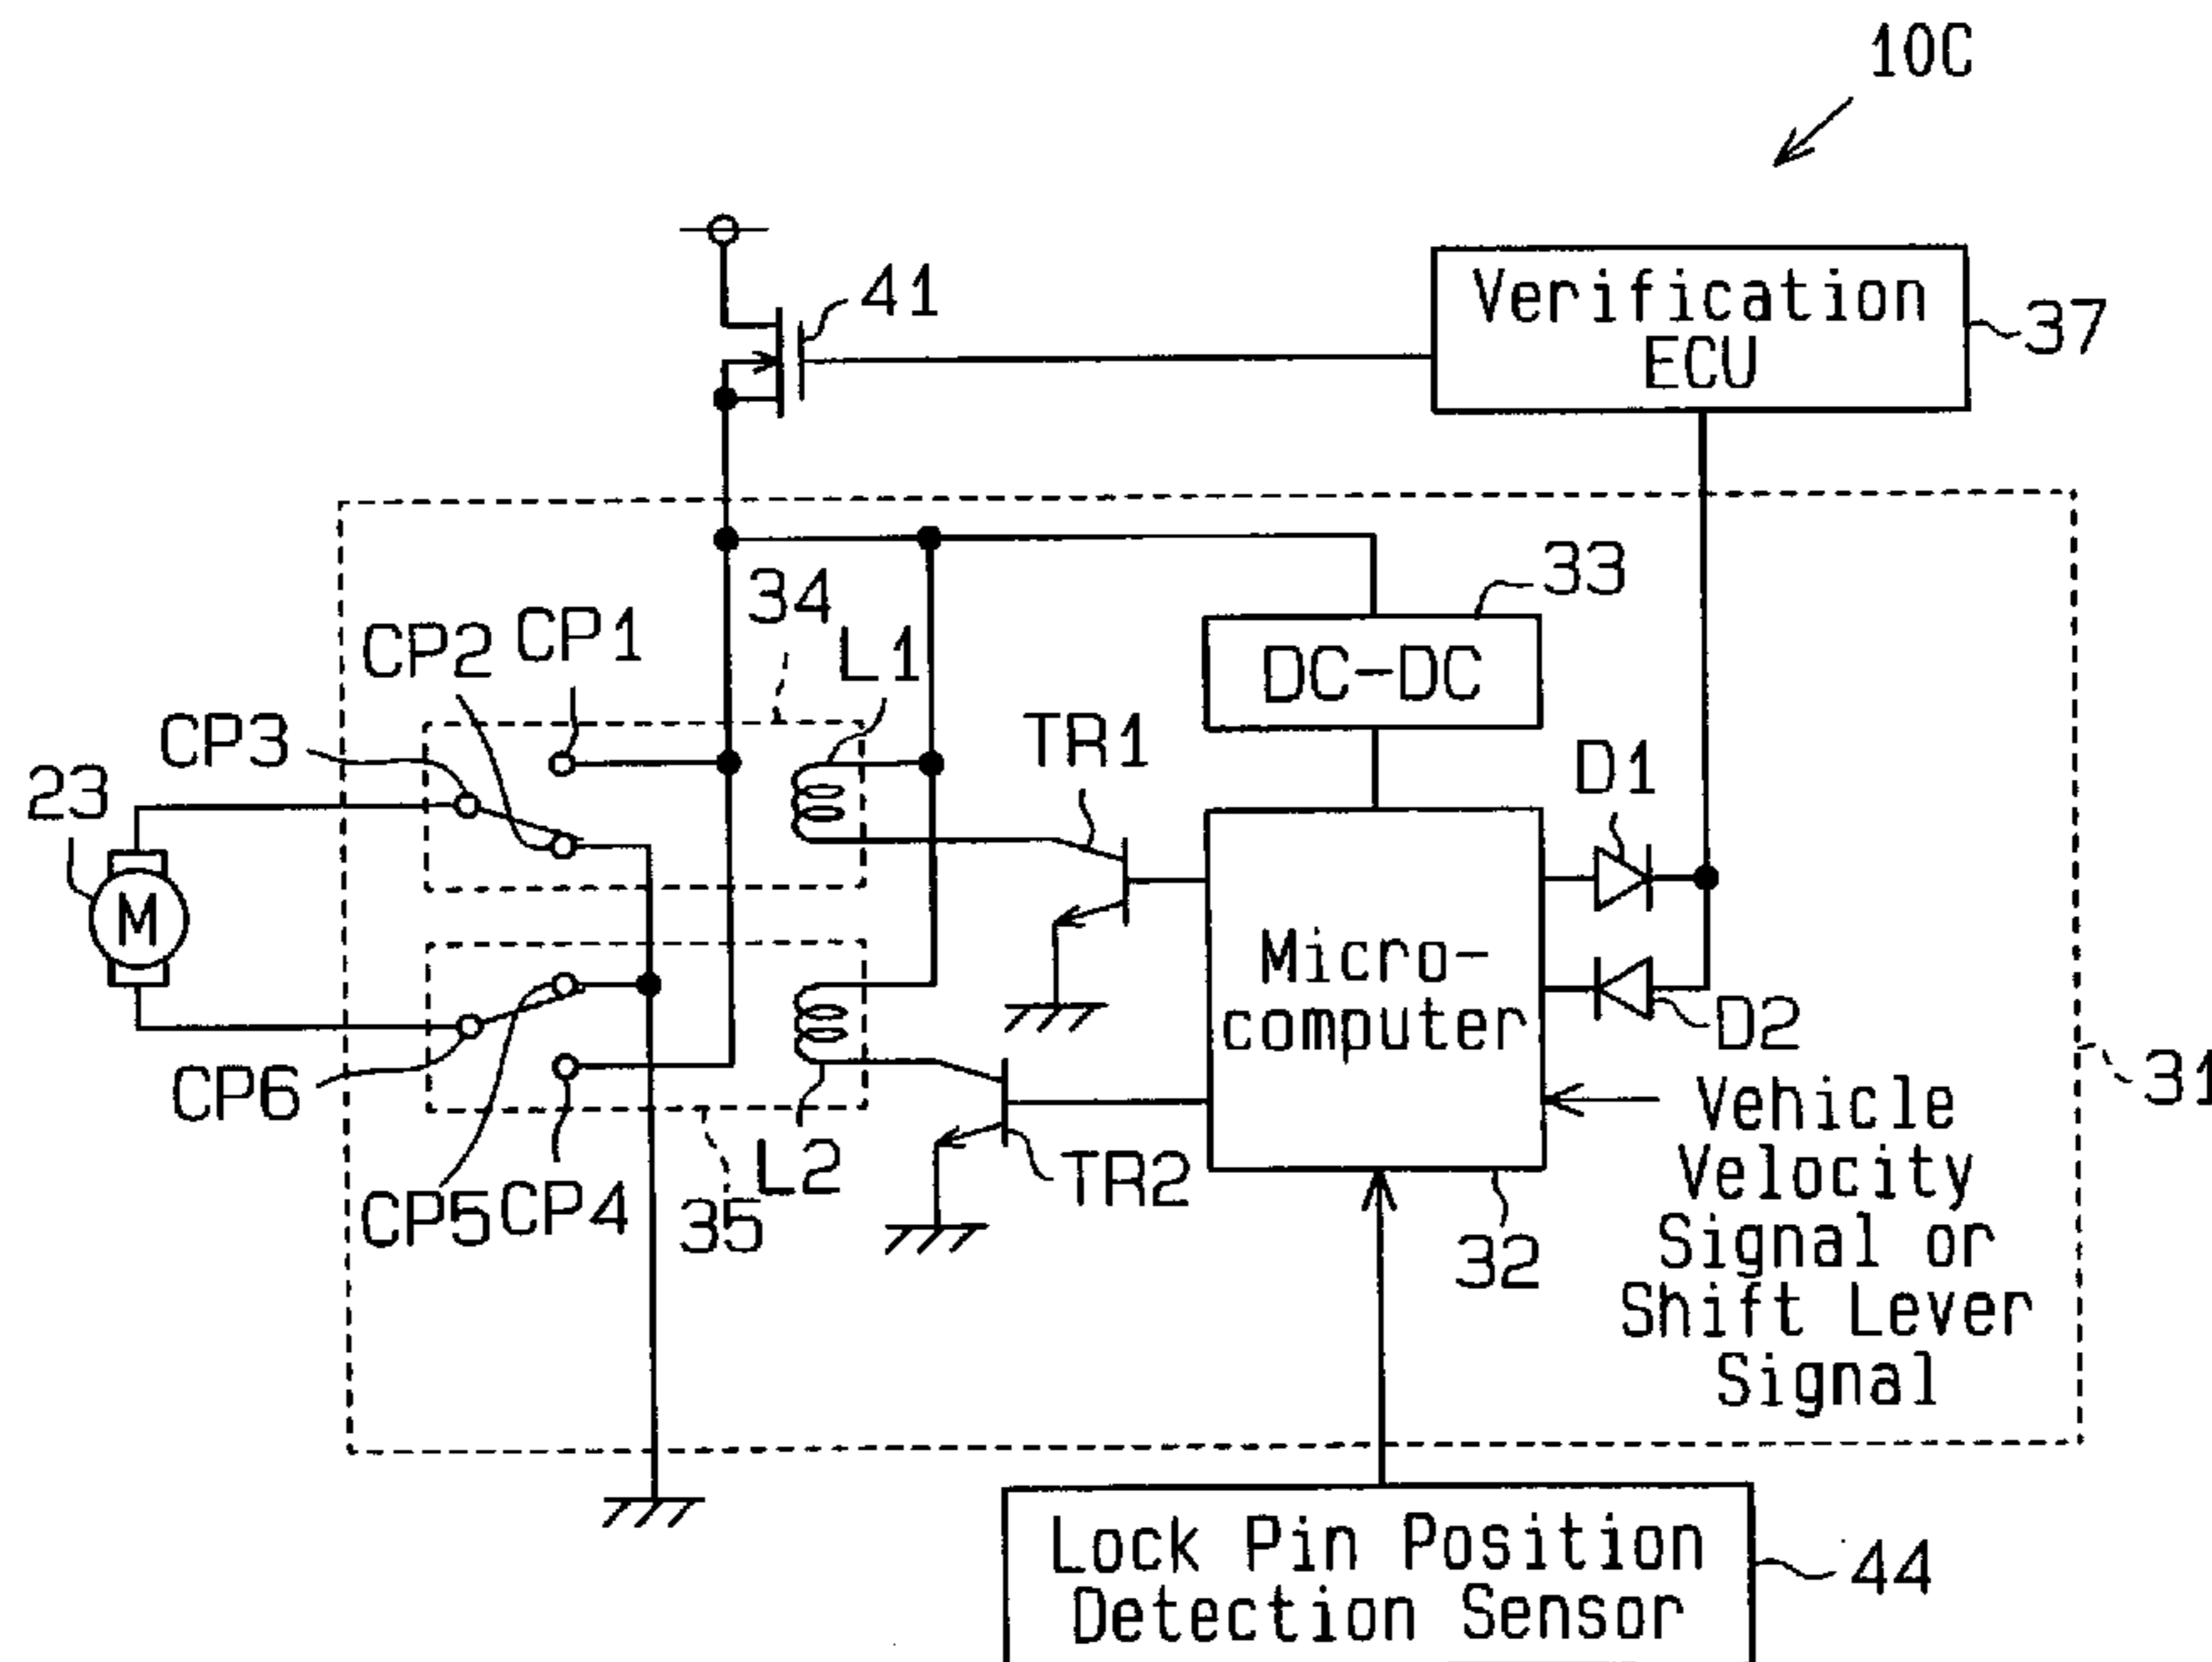 10C
41
Verification
ECU
37
34
33
CP2
CP1
L1
DC-DC
CP3
TR1
D1
23
M
Micro-
computer
D2
31
CP6
Vehicle
Velocity
Signal or
Shift Lever
Signal
L2
TR2
CP5
CP4
35
32
Lock Pin Position
Detection Sensor
44